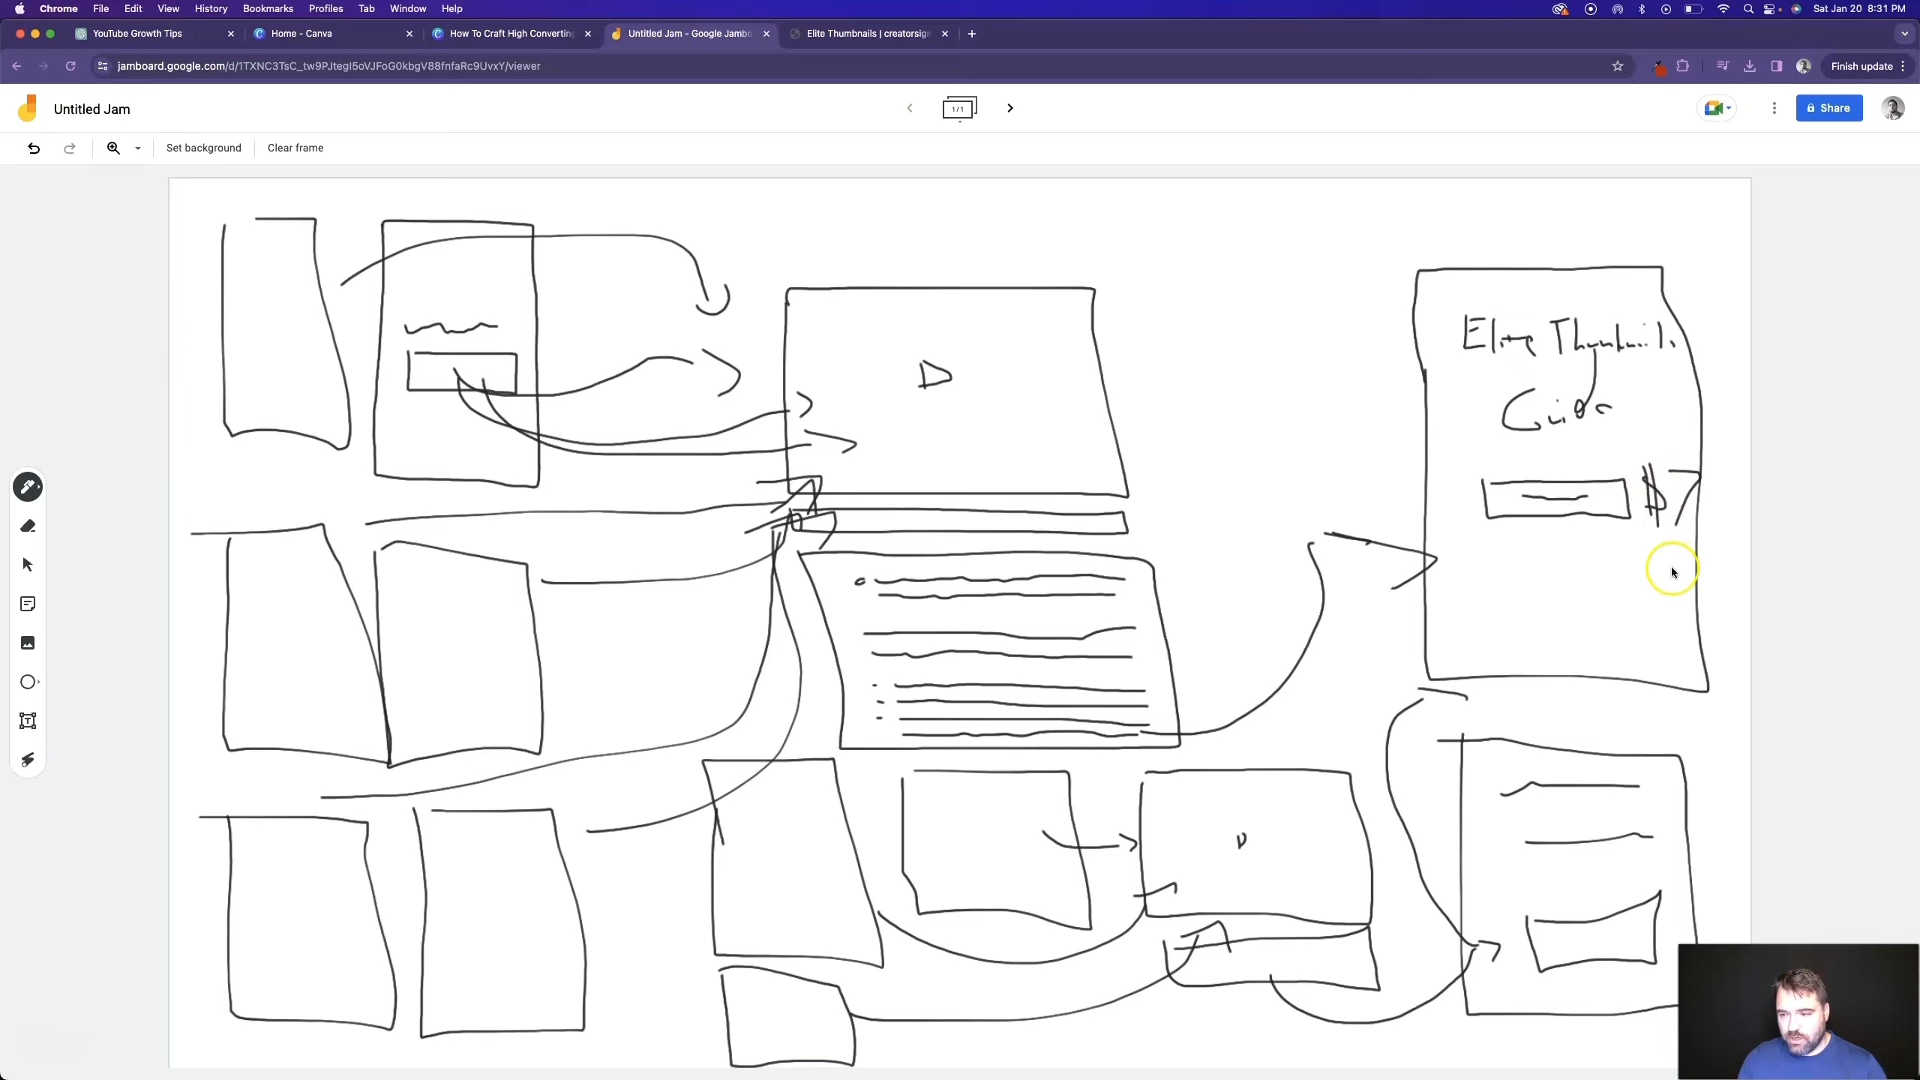 Chrome File Edit View History Bookmarks Profiles Tab Window Help
Sat Jan 20 8:31 PM
YouTube Growth Tips
Home - Canva
How To Craft High Convertin
Untitled Jam - Google Jambo
Elite Thumbnails | creatorsig
jamboard.google.com/d/1TXNC3TsC_tw9PJtegI5oVJFoG0kbgV88fnfaRc9UvxY/viewer
Finish update
Untitled Jam
1/1
Share
Set background
Clear frame
Elite Thumbnails
Guide
$7